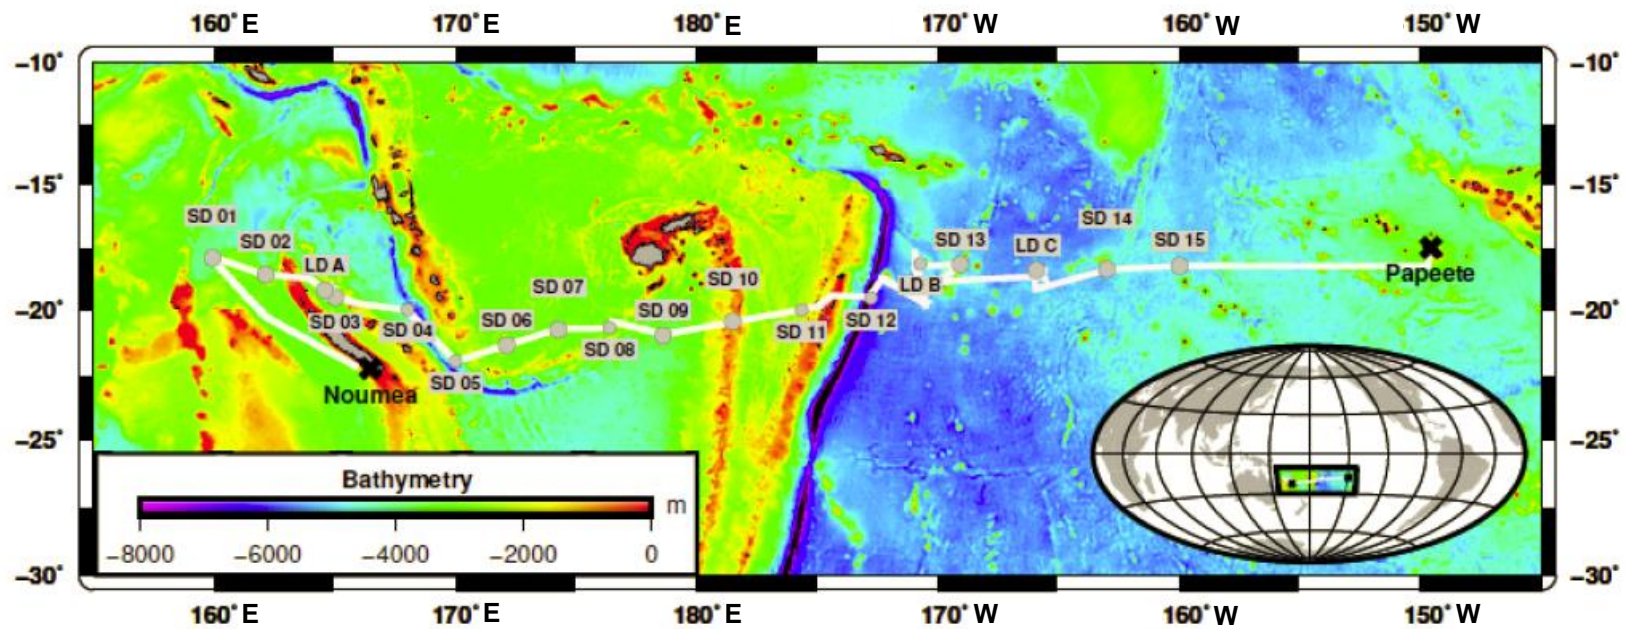 160° E 170° E 180° E 170° W 160° W 150° W
−10° −10°
−15° −15°
SD 01
SD 14
SD 02 SD 13 LD C SD 15
LD A
Papeete
SD 07 SD 10 LD B
−20° −20°
SD 03 SD 04 SD 06 SD 09 SD 11 SD 12
SD 08
SD 05
Noumea
−25° −25°
Bathymetry
m
−8000 −6000 −4000 −2000 0
−30° −30°
160° E 170° E 180° E 170° W 160° W 150° W